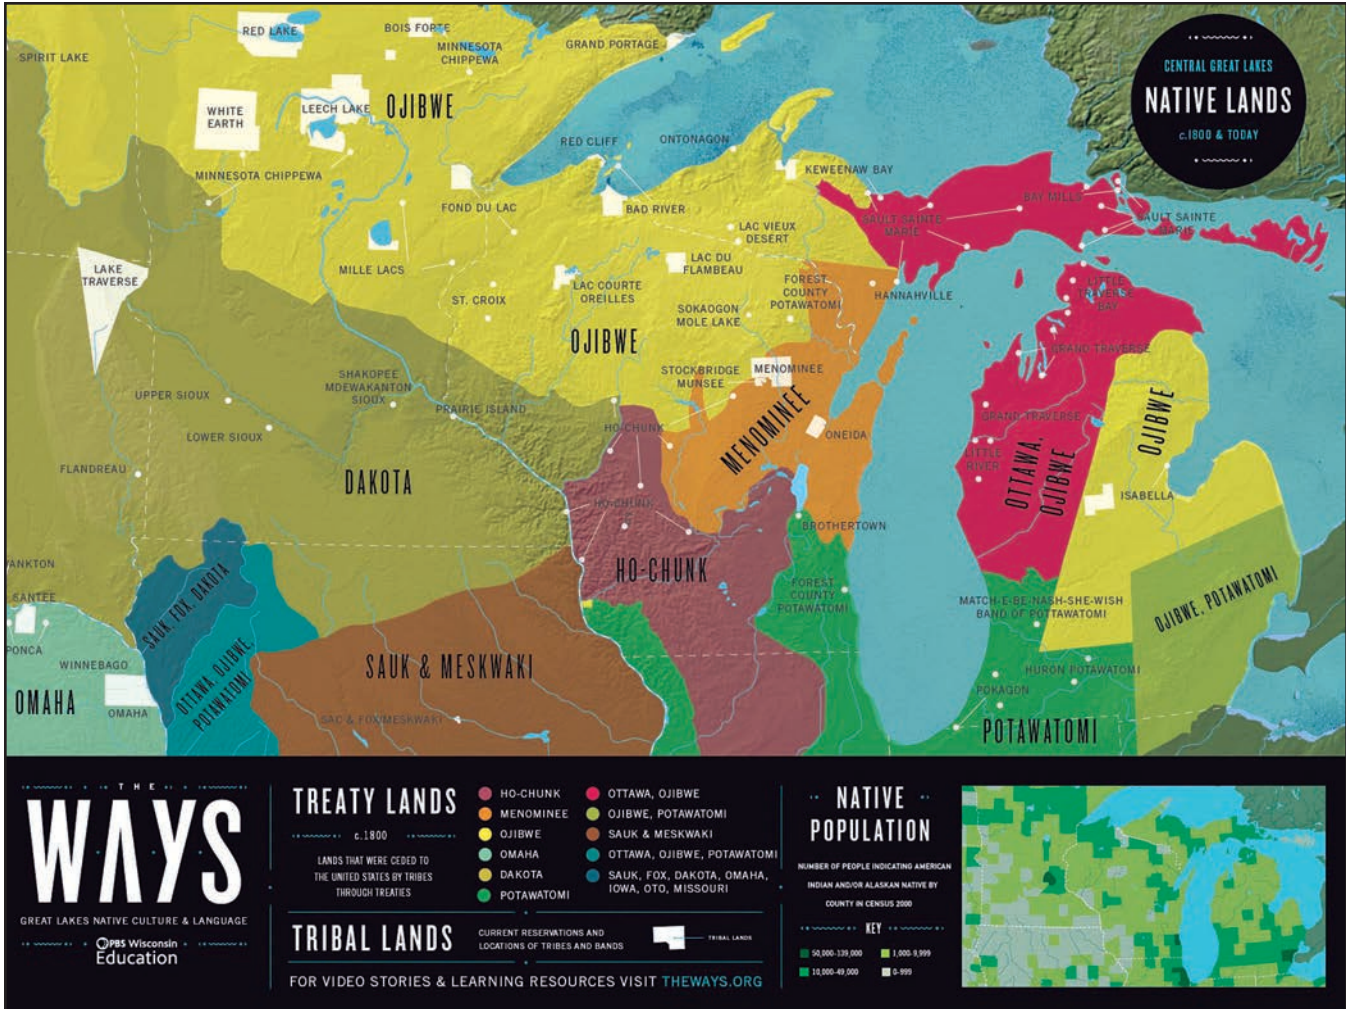 CENTRAL GREAT LAKES
NATIVE LANDS
c.1800 & TODAY
RED LAKE
BOIS FORTE
MINNESOTA
CHIPPEWA
GRAND PORTAGE
SPIRIT LAKE
OJIBWE
WHITE
EARTH
LEECH LAKE
RED CLIFF
ONTONAGON
KEWEENAW BAY
MINNESOTA CHIPPEWA
FOND DU LAC
BAD RIVER
BAY MILLS
SAULT SAINTE
MARIE
SAULT SAINTE
MARIE
LAC VIEUX
DESERT
LAKE
TRAVERSE
MILLE LACS
LAC DU
FLAMBEAU
ST. CROIX
LAC COURTE
OREILLES
FOREST
COUNTY
POTAWATOMI
HANNAHVILLE
LITTLE
TRAVERSE
BAY
SOKAOGON
MOLE LAKE
OJIBWE
GRAND TRAVERSE
STOCKBRIDGE
MUNSEE
MENOMINEE
SHAKOPEE
MDEWAKANTON
SIOUX
UPPER SIOUX
PRAIRIE ISLAND
LOWER SIOUX
HO-CHUNK
MENOMINEE
ONEIDA
GRAND TRAVERSE
OJIBWE
LITTLE
RIVER
OTTAWA,
OJIBWE
FLANDREAU
DAKOTA
HO-CHUNK
ISABELLA
BROTHERTOWN
HO-CHUNK
YANKTON
SANTEE
SAUK, FOX, DAKOTA
FOREST
COUNTY
POTAWATOMI
MATCH-E-BE-NASH-SHE-WISH
BAND OF POTTAWATOMI
OJIBWE, POTAWATOMI
PONCA
WINNEBAGO
SAUK & MESKWAKI
HURON POTAWATOMI
OMAHA
OMAHA
OTTAWA, OJIBWE,
POTAWATOMI
SAC & FOX/MESKWAKI
POKAGON
POTAWATOMI
THE
WAYS
GREAT LAKES NATIVE CULTURE & LANGUAGE
PBS Wisconsin
Education
TREATY LANDS
c.1800
LANDS THAT WERE CEDED TO
THE UNITED STATES BY TRIBES
THROUGH TREATIES
HO-CHUNK
MENOMINEE
OJIBWE
OMAHA
DAKOTA
POTAWATOMI
OTTAWA, OJIBWE
OJIBWE, POTAWATOMI
SAUK & MESKWAKI
OTTAWA, OJIBWE, POTAWATOMI
SAUK, FOX, DAKOTA, OMAHA,
IOWA, OTO, MISSOURI
TRIBAL LANDS
CURRENT RESERVATIONS AND
LOCATIONS OF TRIBES AND BANDS
TRIBAL LANDS
FOR VIDEO STORIES & LEARNING RESOURCES VISIT THEWAYS.ORG
NATIVE
POPULATION
NUMBER OF PEOPLE INDICATING AMERICAN
INDIAN AND/OR ALASKAN NATIVE BY
COUNTY IN CENSUS 2000
KEY
50,000-139,000
1,000-9,999
10,000-49,000
0-999